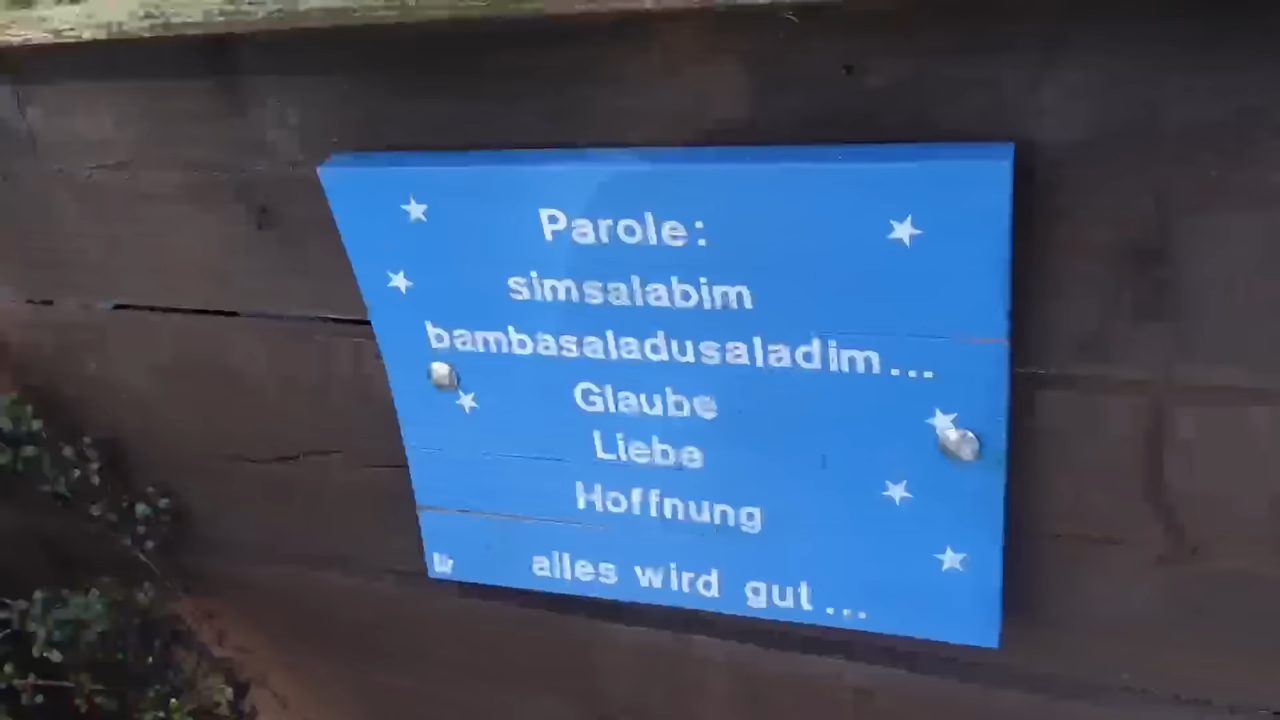 Parole:
simsalabim
bambasaladusaladim...
Glaube
Liebe
Hoffnung
alles wird gut...